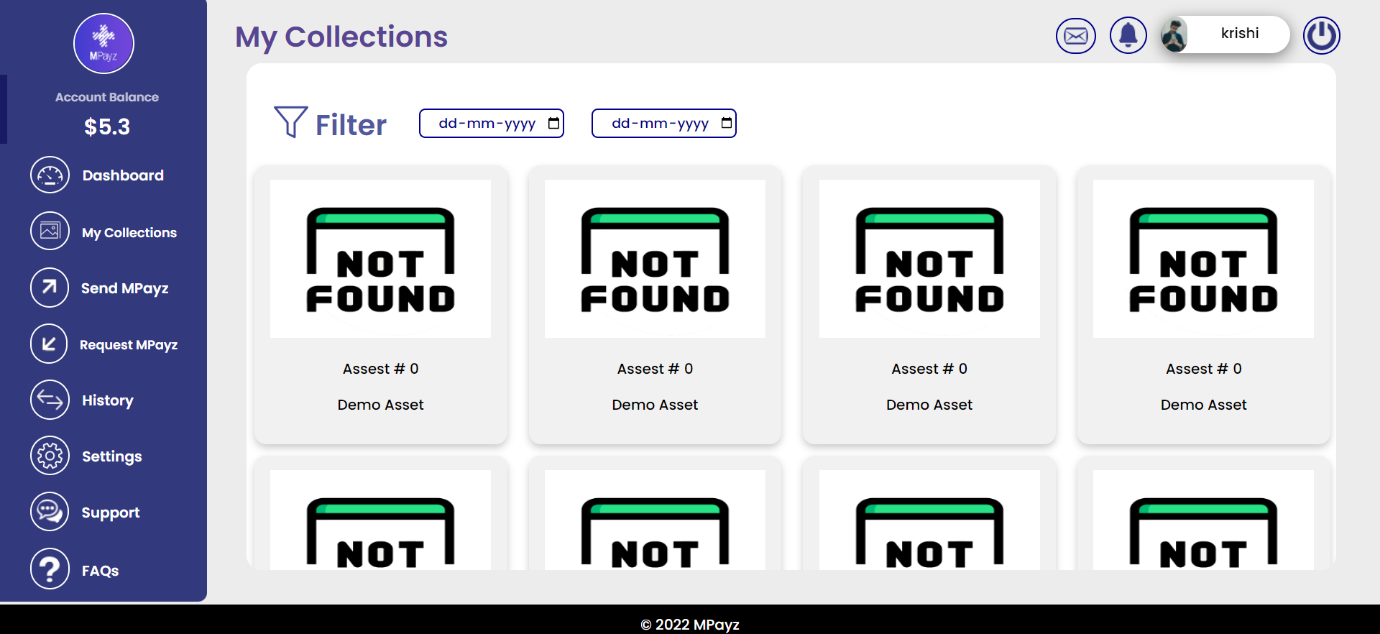 MPayz
Account Balance
$5.3
Dashboard
My Collections
Send MPayz
Request MPayz
History
Settings
Support
FAQs
My Collections
krishi
Filter
dd-mm-yyyy
dd-mm-yyyy
NOT
FOUND
NOT
FOUND
NOT
FOUND
NOT
FOUND
Assest # 0
Assest # 0
Assest # 0
Assest # 0
Demo Asset
Demo Asset
Demo Asset
Demo Asset
NOT
NOT
NOT
NOT
© 2022 MPayz